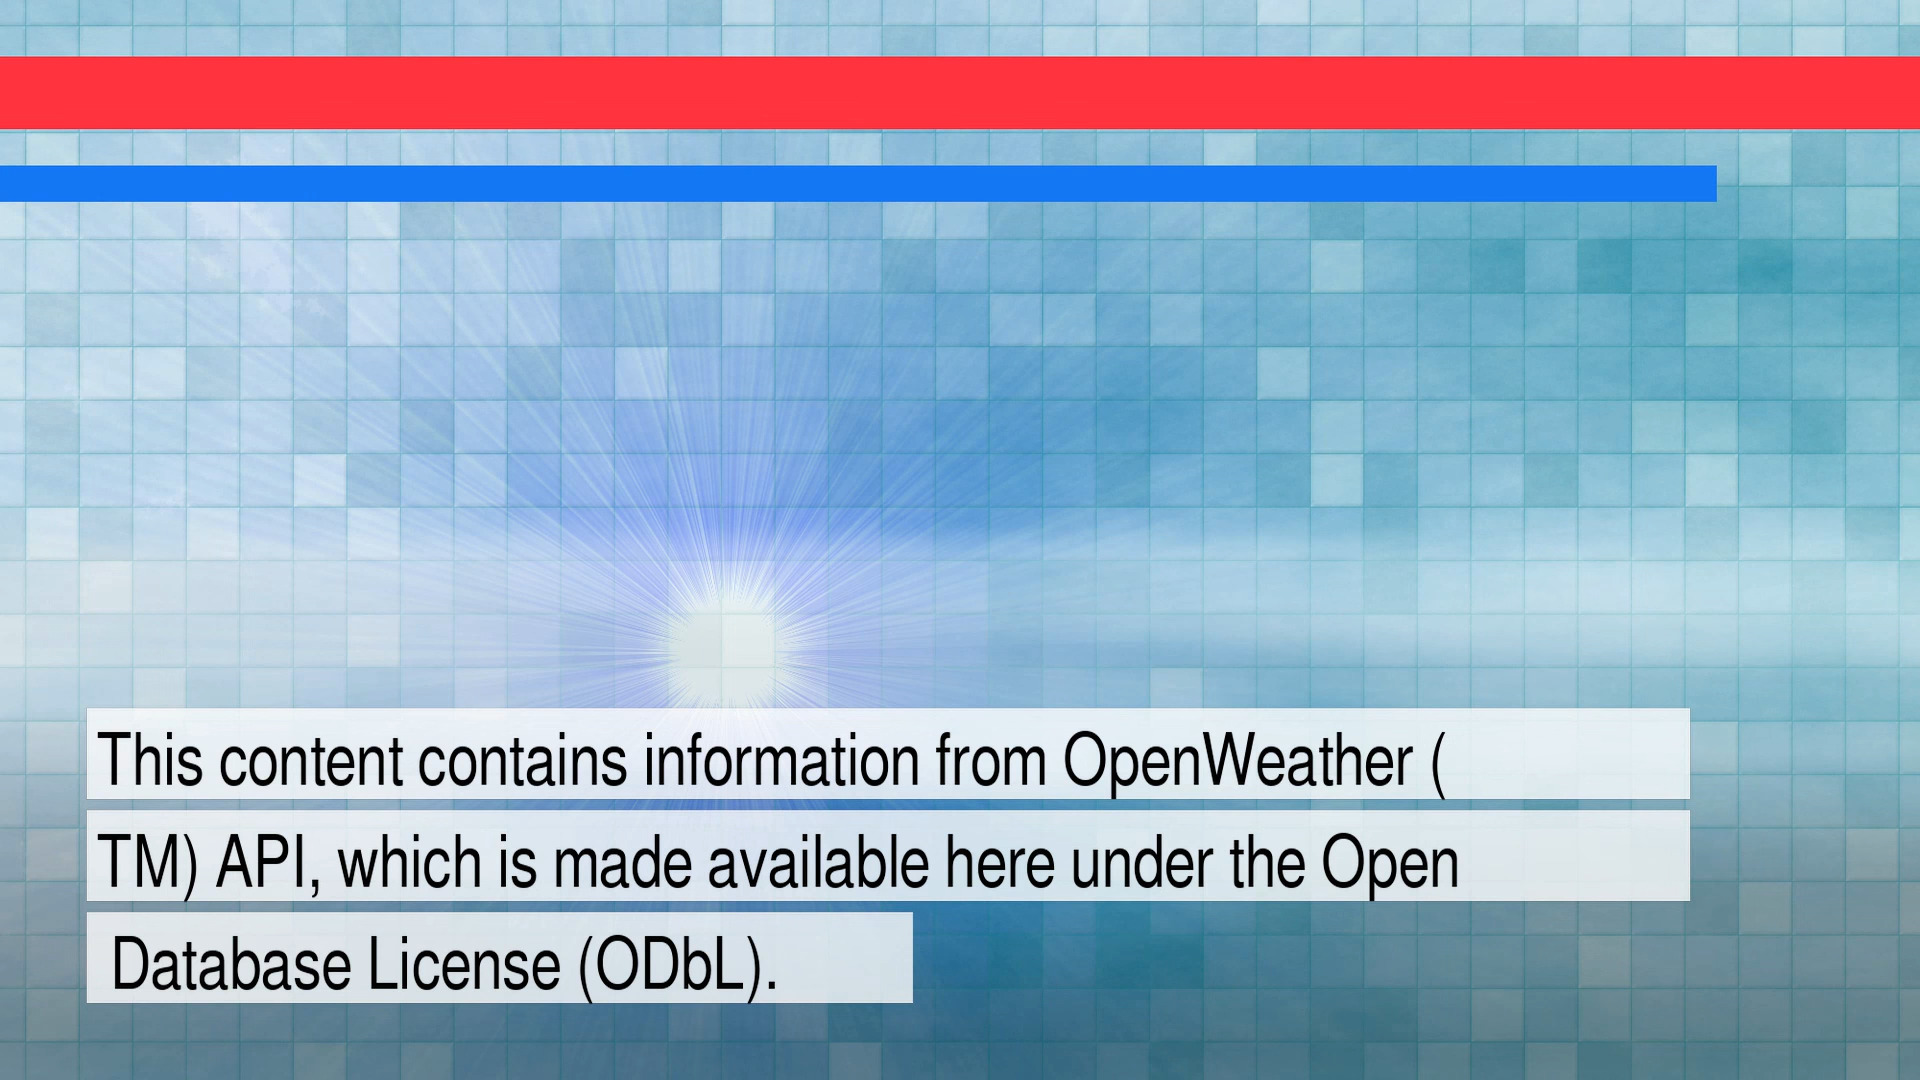 This content contains information from OpenWeather (
TM) API, which is made available here under the Open
Database License (ODbL).